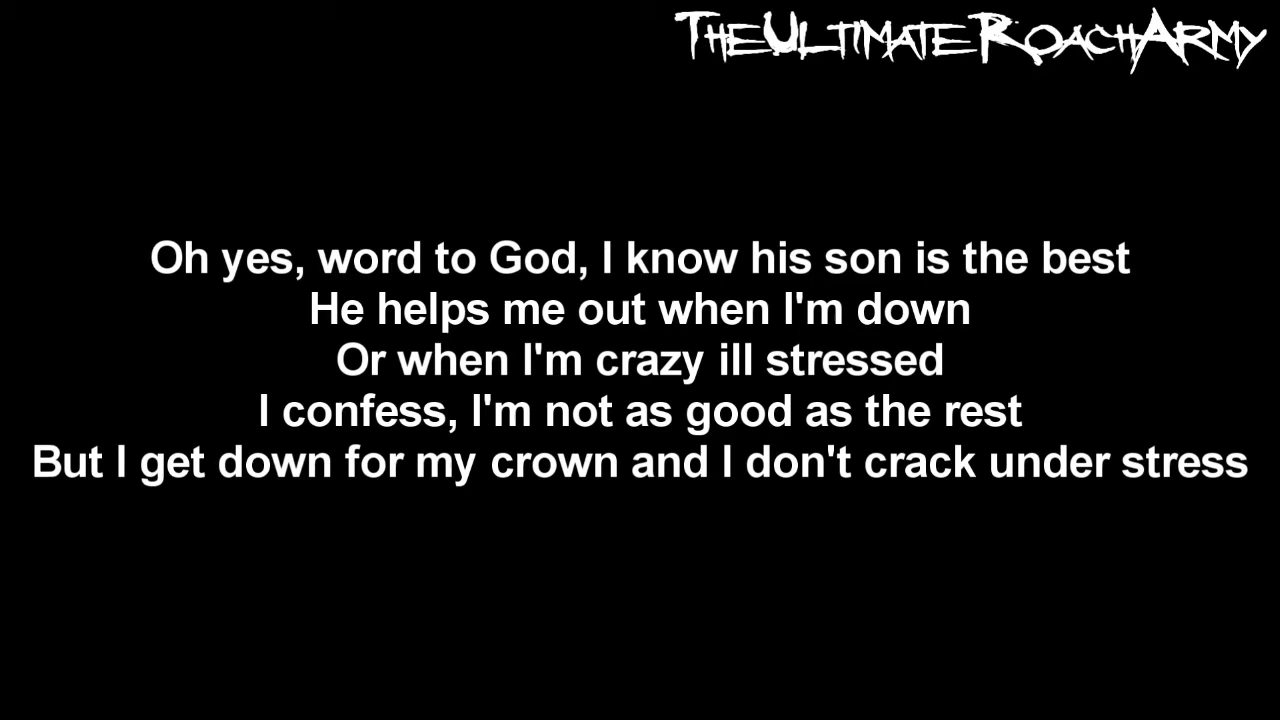 TheUltimateRoachArmy
Oh yes, word to God, I know his son is the best
He helps me out when I'm down
Or when I'm crazy ill stressed
I confess, I'm not as good as the rest
But I get down for my crown and I don't crack under stress